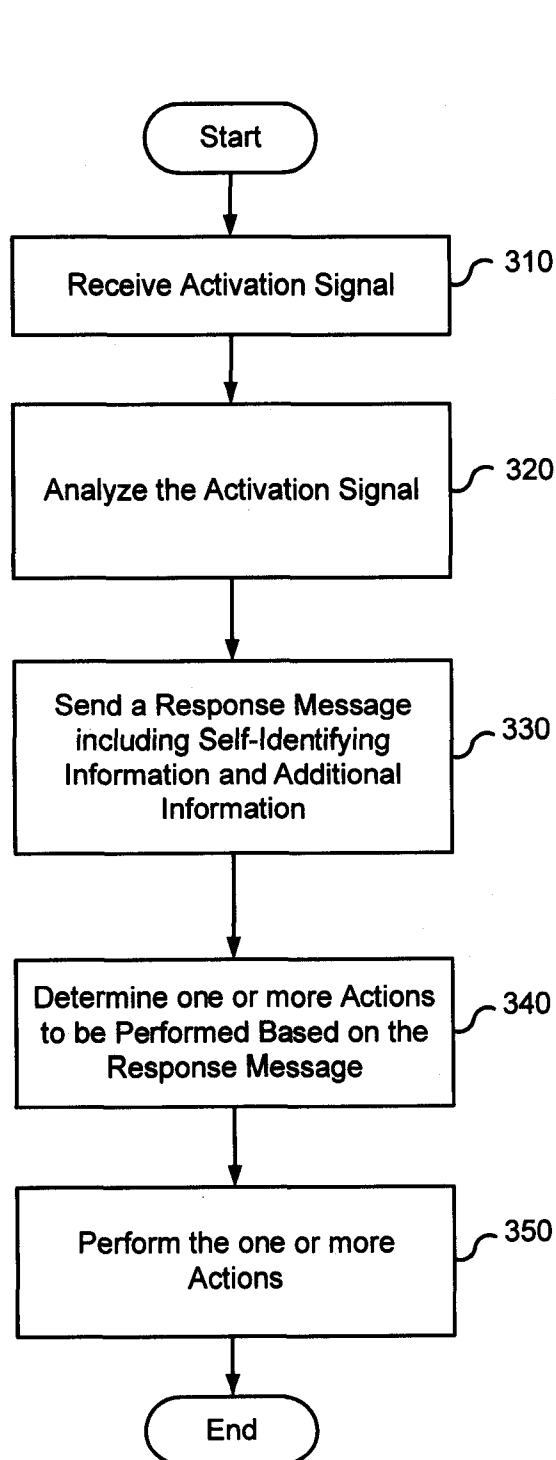 Start
Receive Activation Signal
310
Analyze the Activation Signal
320
Send a Response Message
including Self-Identifying
Information and Additional
Information
330
Determine one or more Actions
to be Performed Based on the
Response Message
340
Perform the one or more
Actions
350
End